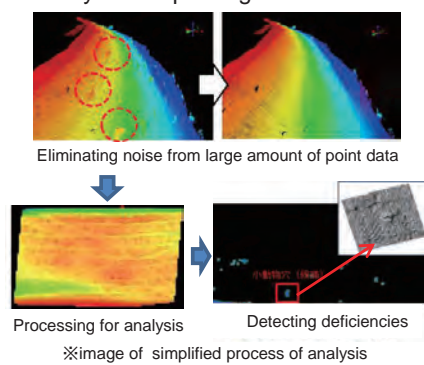 Eliminating noise from large amount of point data
Processing for analysis
Detecting deficiencies
※image of simplified process of analysis